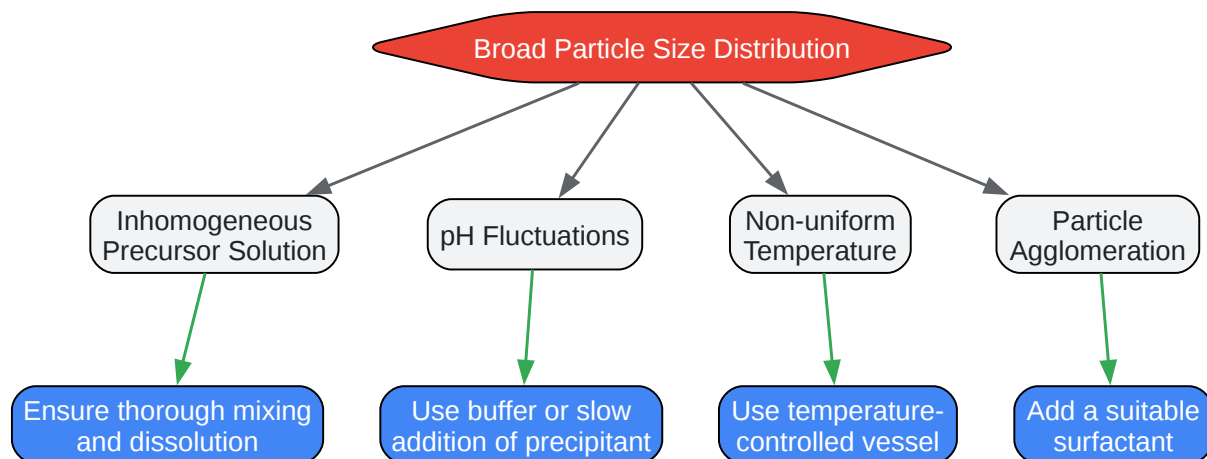 Broad Particle Size Distribution
Inhomogeneous
Precursor Solution
pH Fluctuations
Non-uniform
Temperature
Particle
Agglomeration
Ensure thorough mixing
and dissolution
Use buffer or slow
addition of precipitant
Use temperature-
controlled vessel
Add a suitable
surfactant